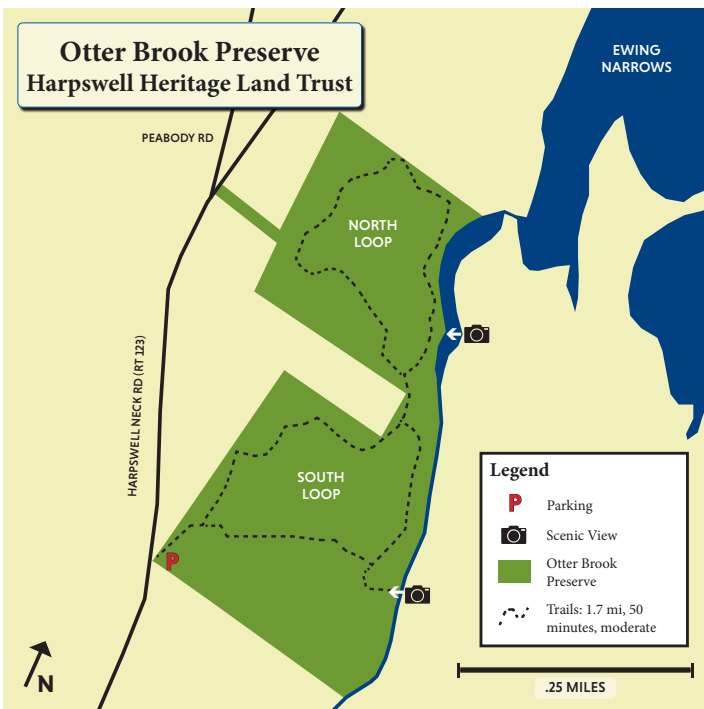 Otter Brook Preserve
Harpswell Heritage Land Trust
EWING
NARROWS
PEABODY RD
NORTH
LOOP
HARPSWELL NECK RD (RT 123)
SOUTH
LOOP
P
Legend
P Parking
Scenic View
Otter Brook
Preserve
Trails: 1.7 mi, 50
minutes, moderate
N
.25 MILES